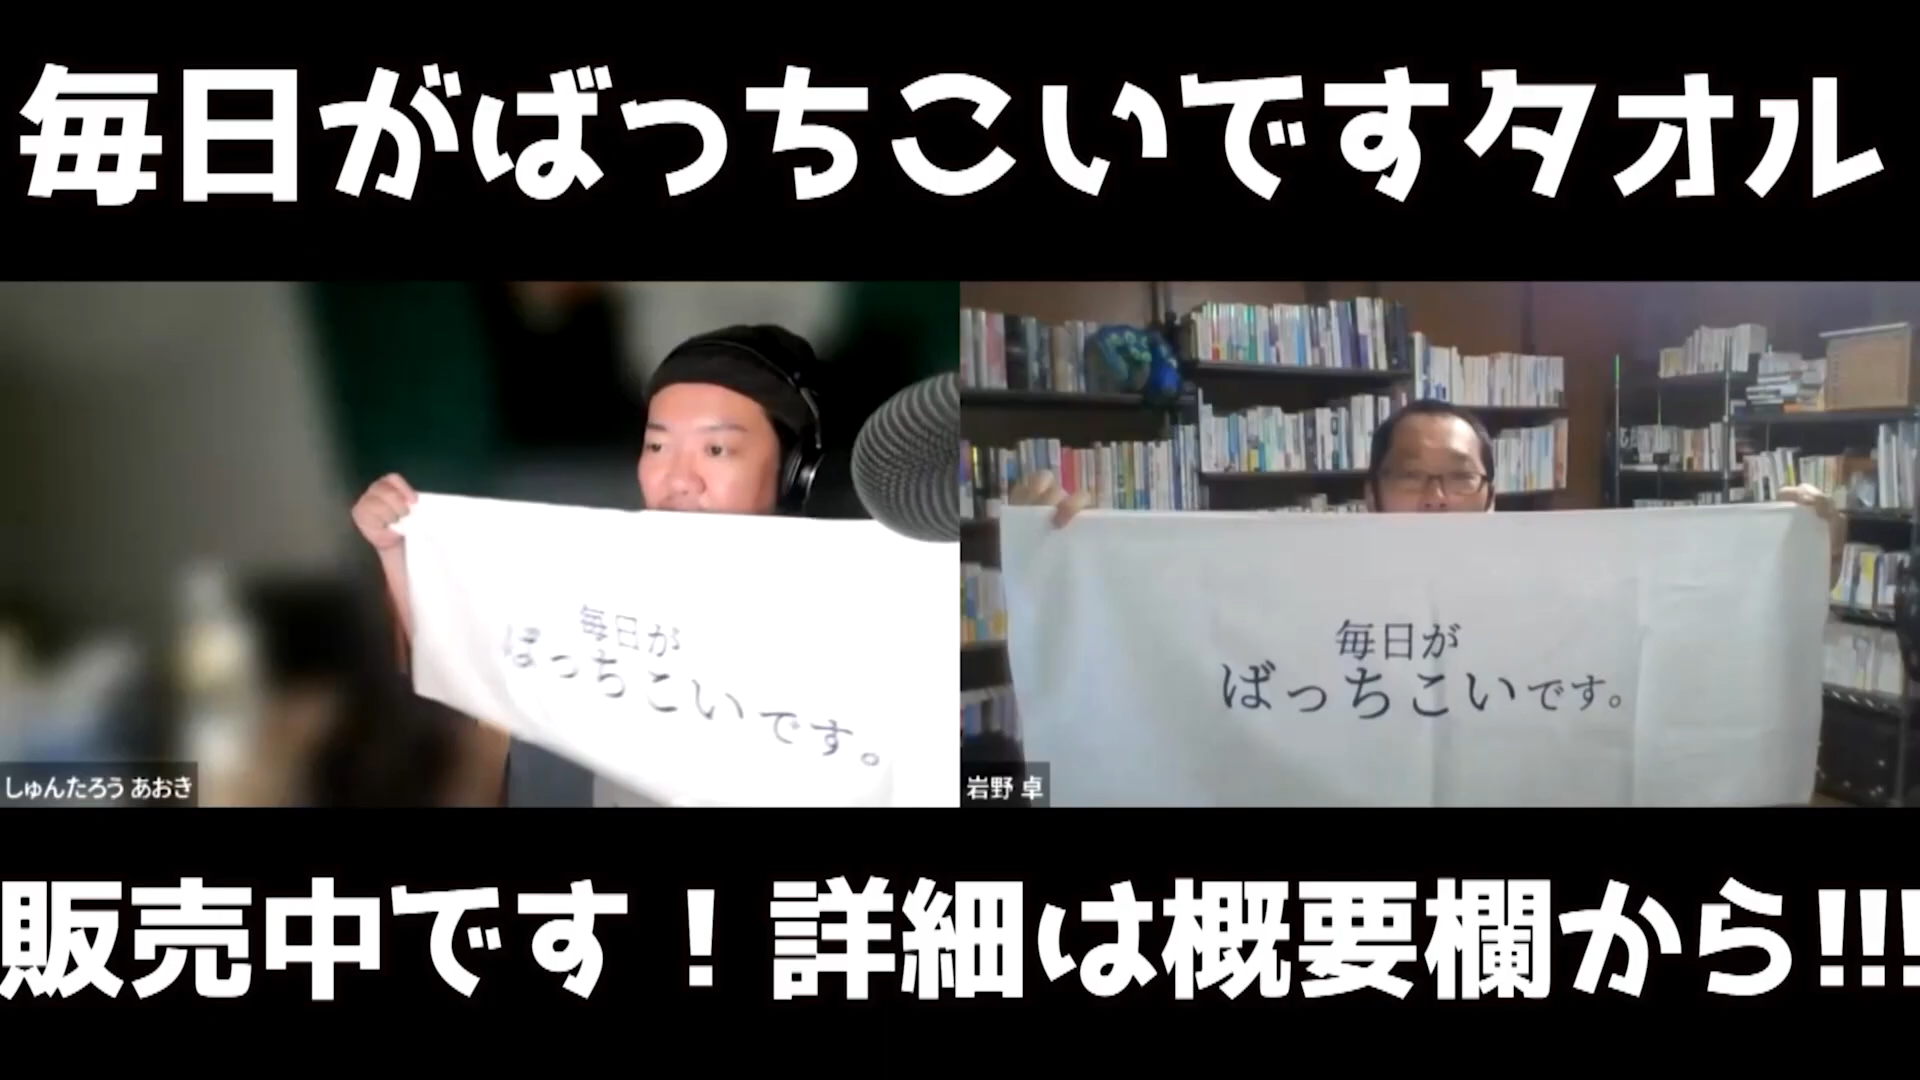 毎日がばっちこいですタオル
毎日が
ばっちこいです。
しゅんたろう あおき
毎日が
ばっちこいです。
岩野 卓
販売中です！詳細は概要欄から!!!